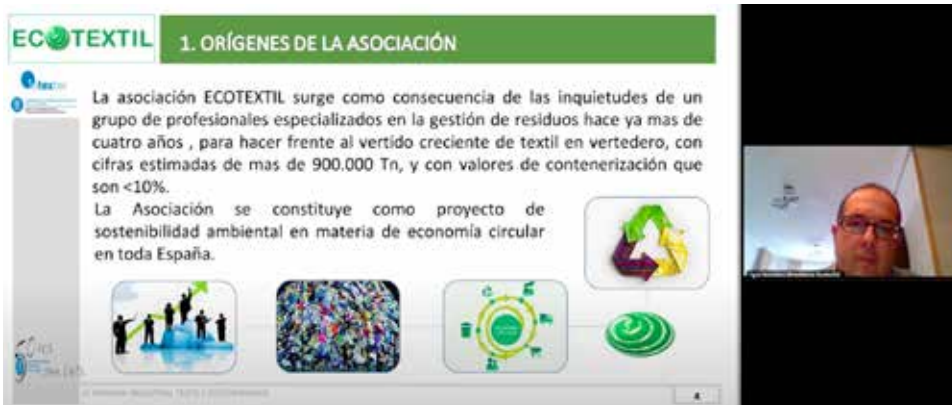 ECOTEXTIL
1. ORÍGENES DE LA ASOCIACIÓN
La asociación ECOTEXTIL surge como consecuencia de las inquietudes de un
grupo de profesionales especializados en la gestión de residuos hace ya mas de
cuatro años , para hacer frente al vertido creciente de textil en vertedero, con
cifras estimadas de mas de 900.000 Tn, y con valores de contenerización que
son <10%.
La Asociación se constituye como proyecto de
sostenibilidad ambiental en materia de economía circular
en toda España.
4